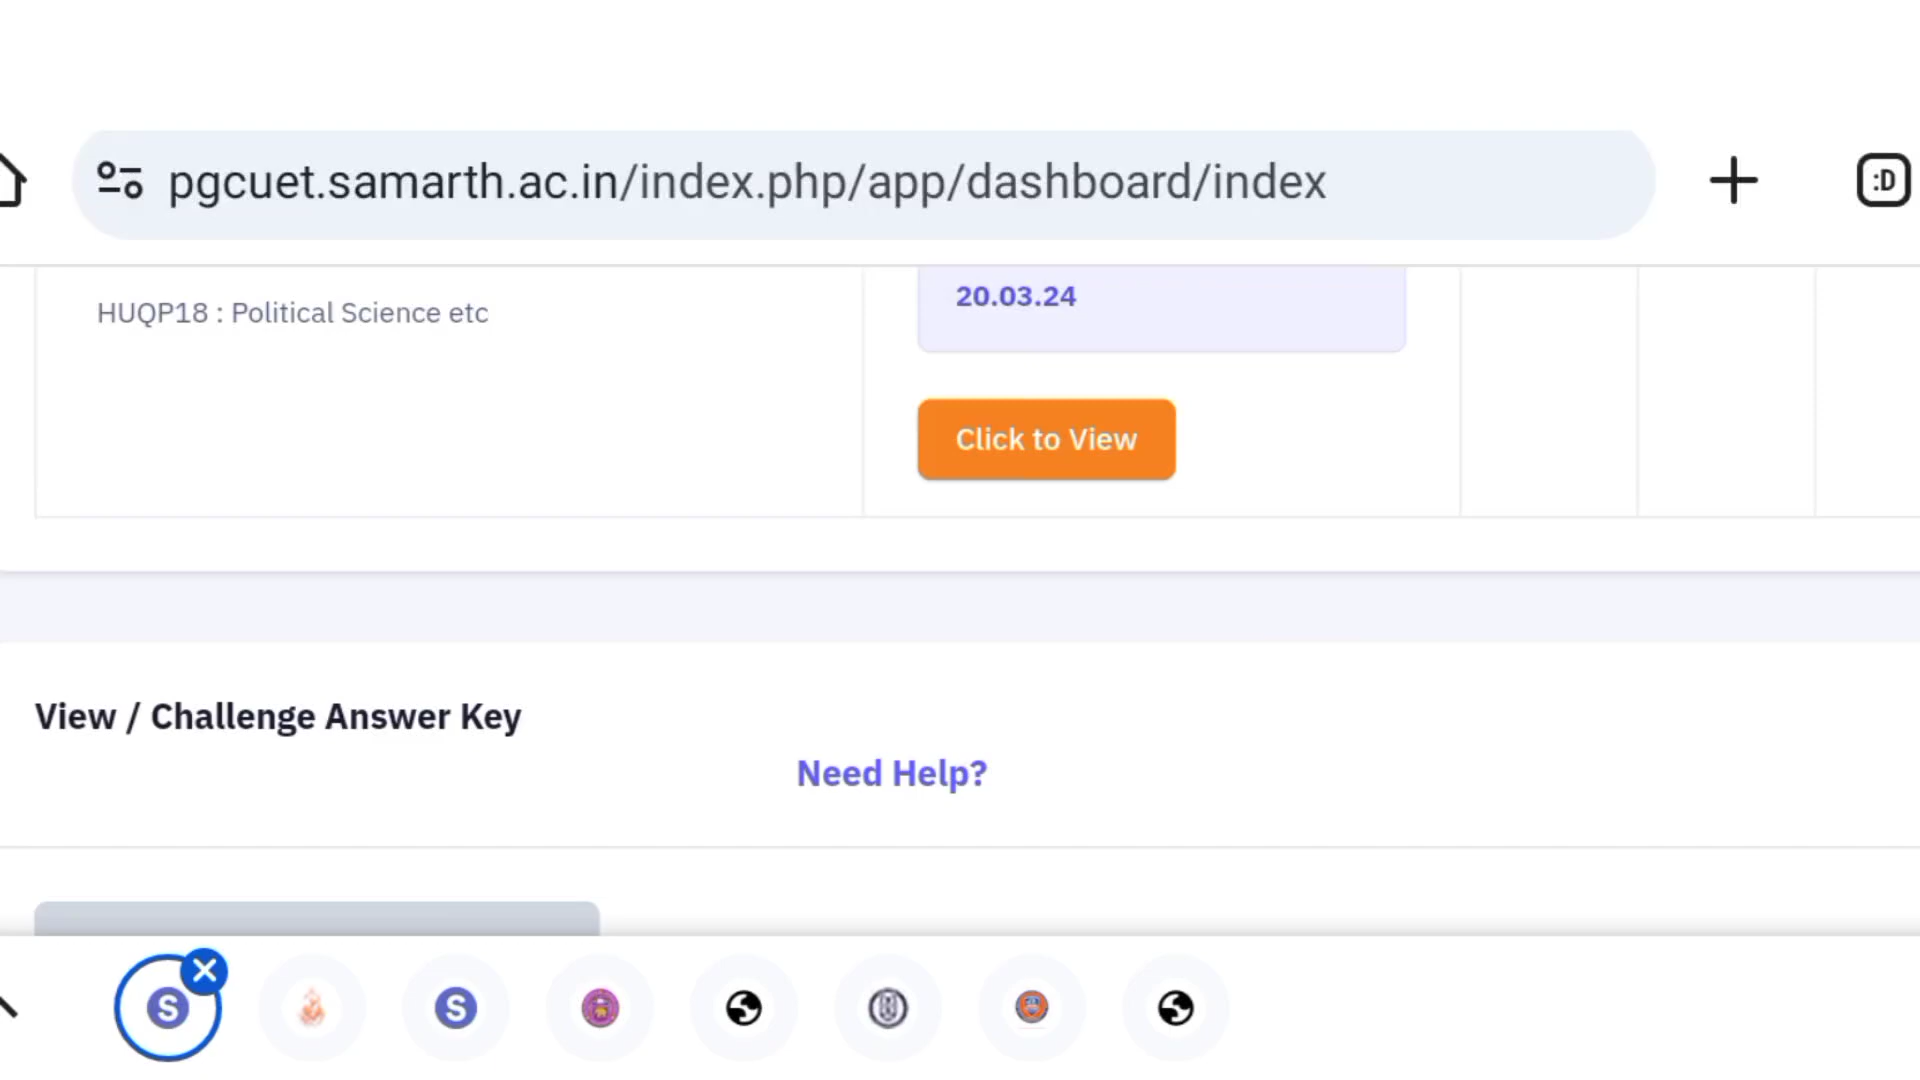 pgcuet.samarth.ac.in/index.php/app/dashboard/index
:D
20.03.24
HUQP18 : Political Science etc
Click to View
View / Challenge Answer Key
Need Help?
S
S